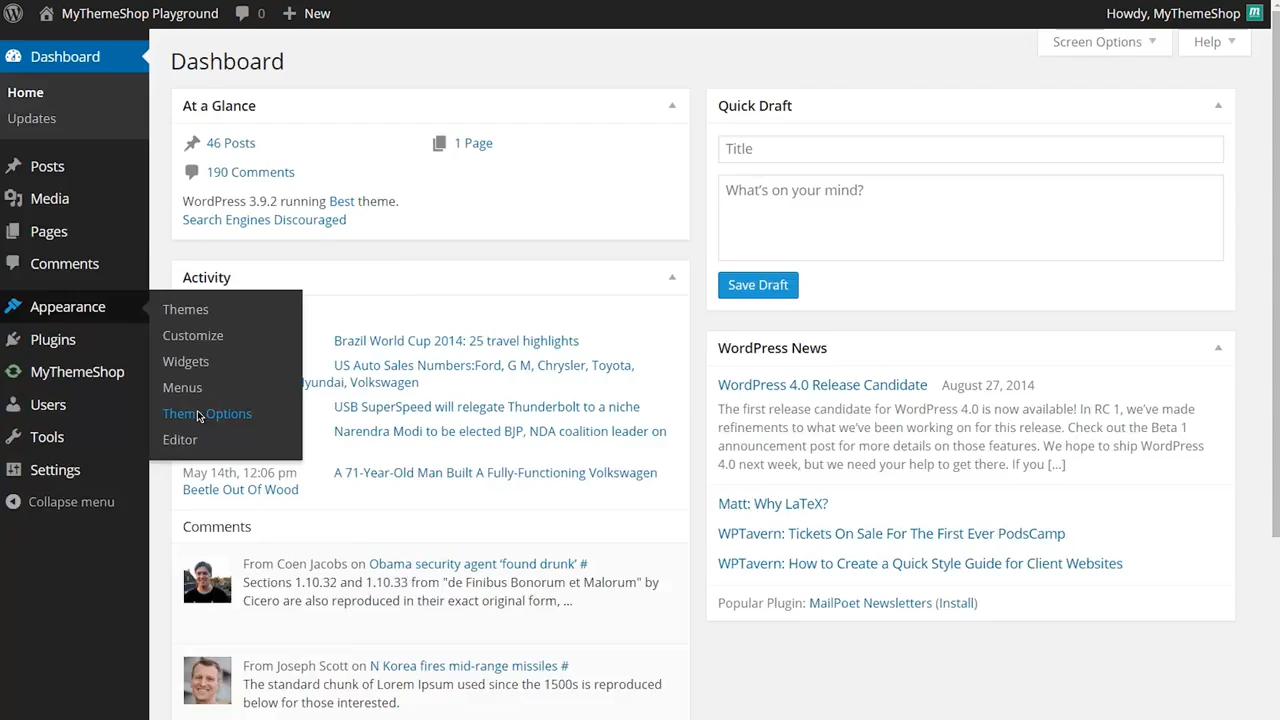 MyThemeShop Playground 0 New Howdy, MyThemeShop m
Screen Options Help
Dashboard
Home
Updates
Posts
Media
Pages
Comments
Appearance
Plugins
MyThemeShop
Users
Tools
Settings
Collapse menu
Themes
Customize
Widgets
Menus
Theme Options
Editor
Dashboard
At a Glance
46 Posts 1 Page
190 Comments
WordPress 3.9.2 running Best theme.
Search Engines Discouraged
Activity
Brazil World Cup 2014: 25 travel highlights
US Auto Sales Numbers:Ford, G M, Chrysler, Toyota,
yundai, Volkswagen
USB SuperSpeed will relegate Thunderbolt to a niche
Narendra Modi to be elected BJP, NDA coalition leader on
May 14th, 12:06 pm A 71-Year-Old Man Built A Fully-Functioning Volkswagen
Beetle Out Of Wood
Comments
From Coen Jacobs on Obama security agent ‘found drunk’ #
Sections 1.10.32 and 1.10.33 from "de Finibus Bonorum et Malorum" by
Cicero are also reproduced in their exact original form, ...
From Joseph Scott on N Korea fires mid-range missiles #
The standard chunk of Lorem Ipsum used since the 1500s is reproduced
below for those interested.
Quick Draft
Title
What’s on your mind?
Save Draft
WordPress News
WordPress 4.0 Release Candidate August 27, 2014
The first release candidate for WordPress 4.0 is now available! In RC 1, we’ve made
refinements to what we’ve been working on for this release. Check out the Beta 1
announcement post for more details on those features. We hope to ship WordPress
4.0 next week, but we need your help to get there. If you [...]
Matt: Why LaTeX?
WPTavern: Tickets On Sale For The First Ever PodsCamp
WPTavern: How to Create a Quick Style Guide for Client Websites
Popular Plugin: MailPoet Newsletters (Install)